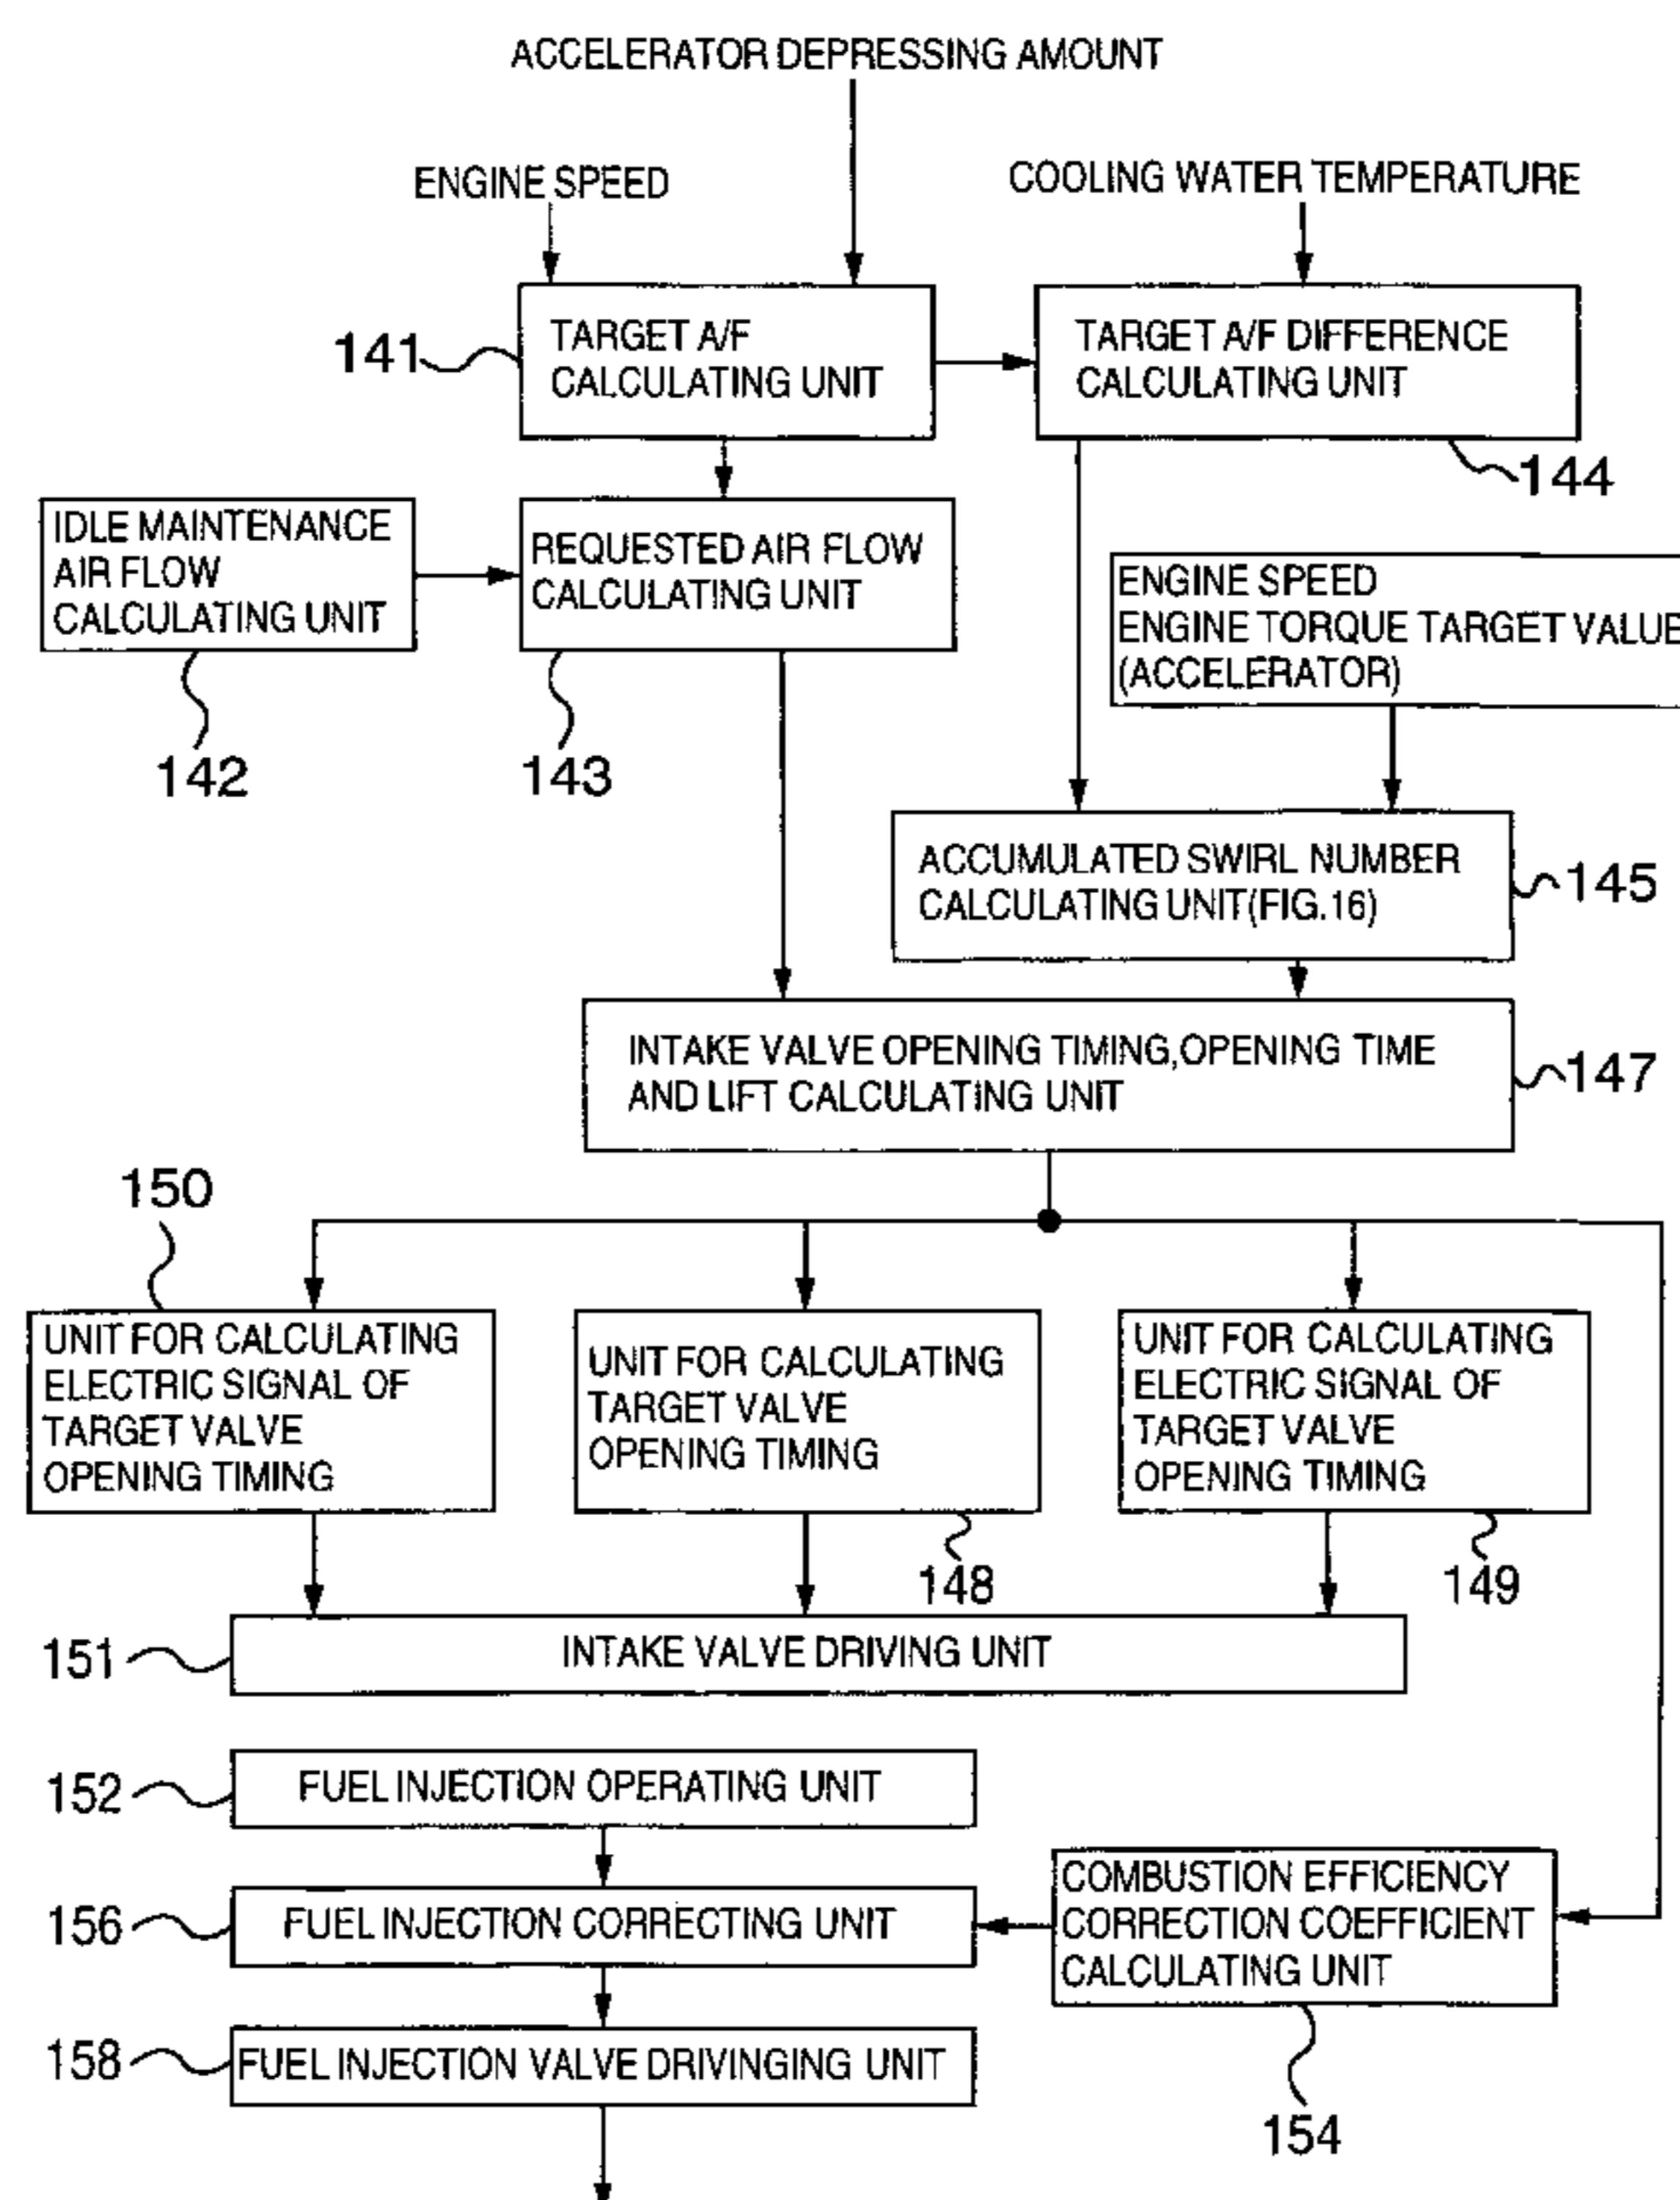 ACCELERATOR DEPRESSING AMOUNT
ENGINE SPEED
COOLING WATER TEMPERATURE
141
TARGET A/F
CALCULATING UNIT
TARGET A/F DIFFERENCE
CALCULATING UNIT
144
IDLE MAINTENANCE
AIR FLOW
CALCULATING UNIT
142
REQUESTED AIR FLOW
CALCULATING UNIT
143
ENGINE SPEED
ENGINE TORQUE TARGET VALUE
(ACCELERATOR)
ACCUMULATED SWIRL NUMBER
CALCULATING UNIT(FIG.16)
145
INTAKE VALVE OPENING TIMING,OPENING TIME
AND LIFT CALCULATING UNIT
147
150
UNIT FOR CALCULATING
ELECTRIC SIGNAL OF
TARGET VALVE
OPENING TIMING
UNIT FOR CALCULATING
TARGET VALVE
OPENING TIMING
148
UNIT FOR CALCULATING
ELECTRIC SIGNAL OF
TARGET VALVE
OPENING TIMING
149
151
INTAKE VALVE DRIVING UNIT
152
FUEL INJECTION OPERATING UNIT
156
FUEL INJECTION CORRECTING UNIT
COMBUSTION EFFICIENCY
CORRECTION COEFFICIENT
CALCULATING UNIT
154
158
FUEL INJECTION VALVE DRIVINGING UNIT